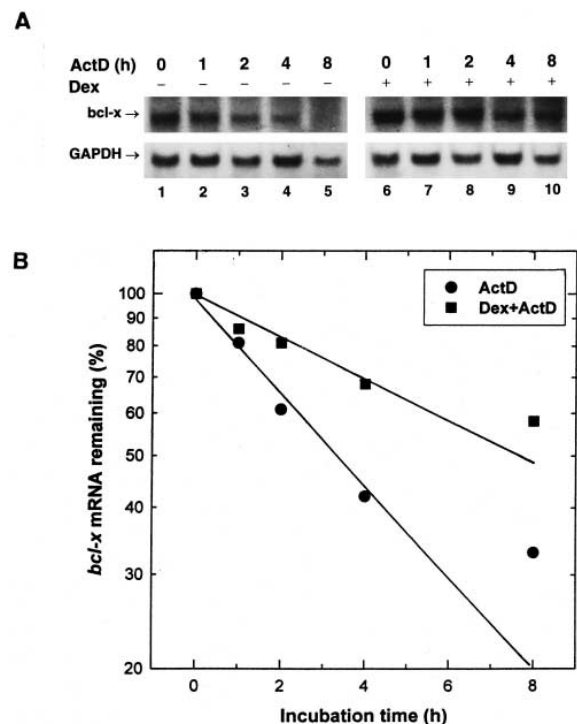 A
ActD (h) 0 1 2 4 8 0 1 2 4 8
Dex – – – – – + + + + +
bcl-x →
GAPDH →
1 2 3 4 5 6 7 8 9 10
B
ActD
Dex+ActD
100
90
80
70
60
50
40
30
20
bcl-x mRNA remaining (%)
0 2 4 6 8
Incubation time (h)